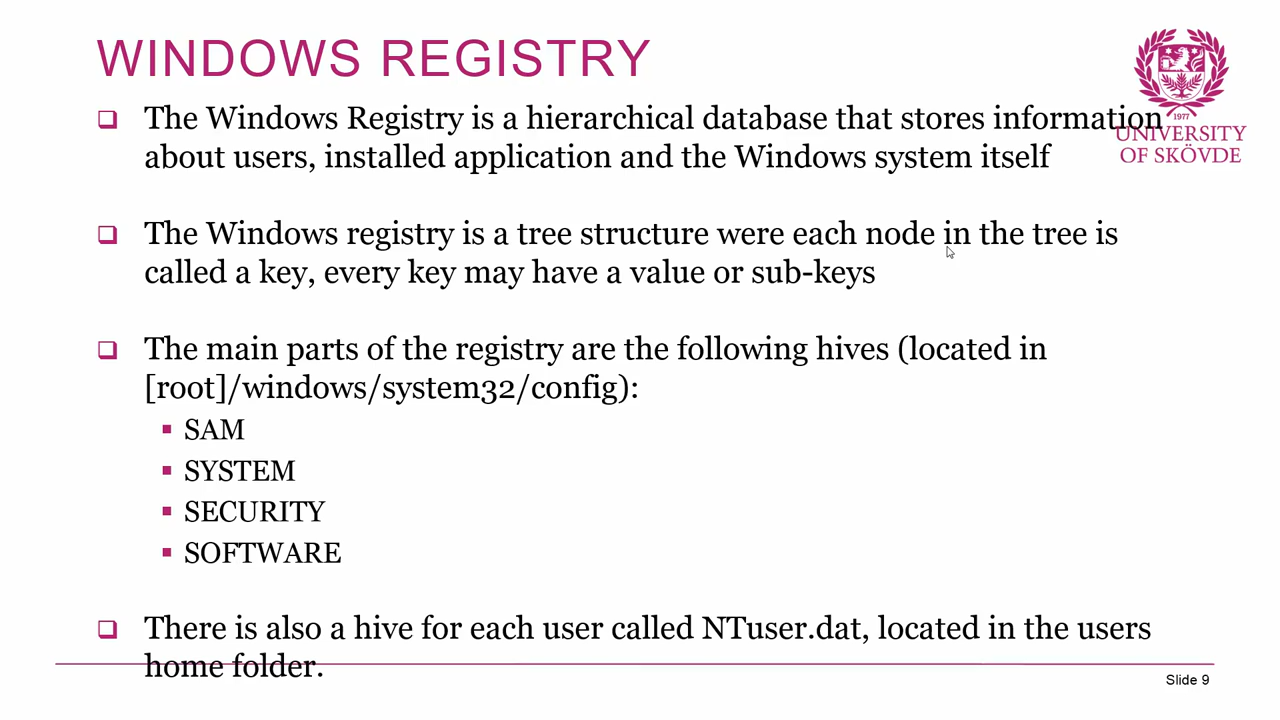 WINDOWS REGISTRY
The Windows Registry is a hierarchical database that stores information
about users, installed application and the Windows system itself
The Windows registry is a tree structure were each node in the tree is
called a key, every key may have a value or sub-keys
The main parts of the registry are the following hives (located in
[root]/windows/system32/config):
SAM
SYSTEM
SECURITY
SOFTWARE
There is also a hive for each user called NTuser.dat, located in the users
home folder.
1977
UNIVERSITY
OF SKÖVDE
Slide 9